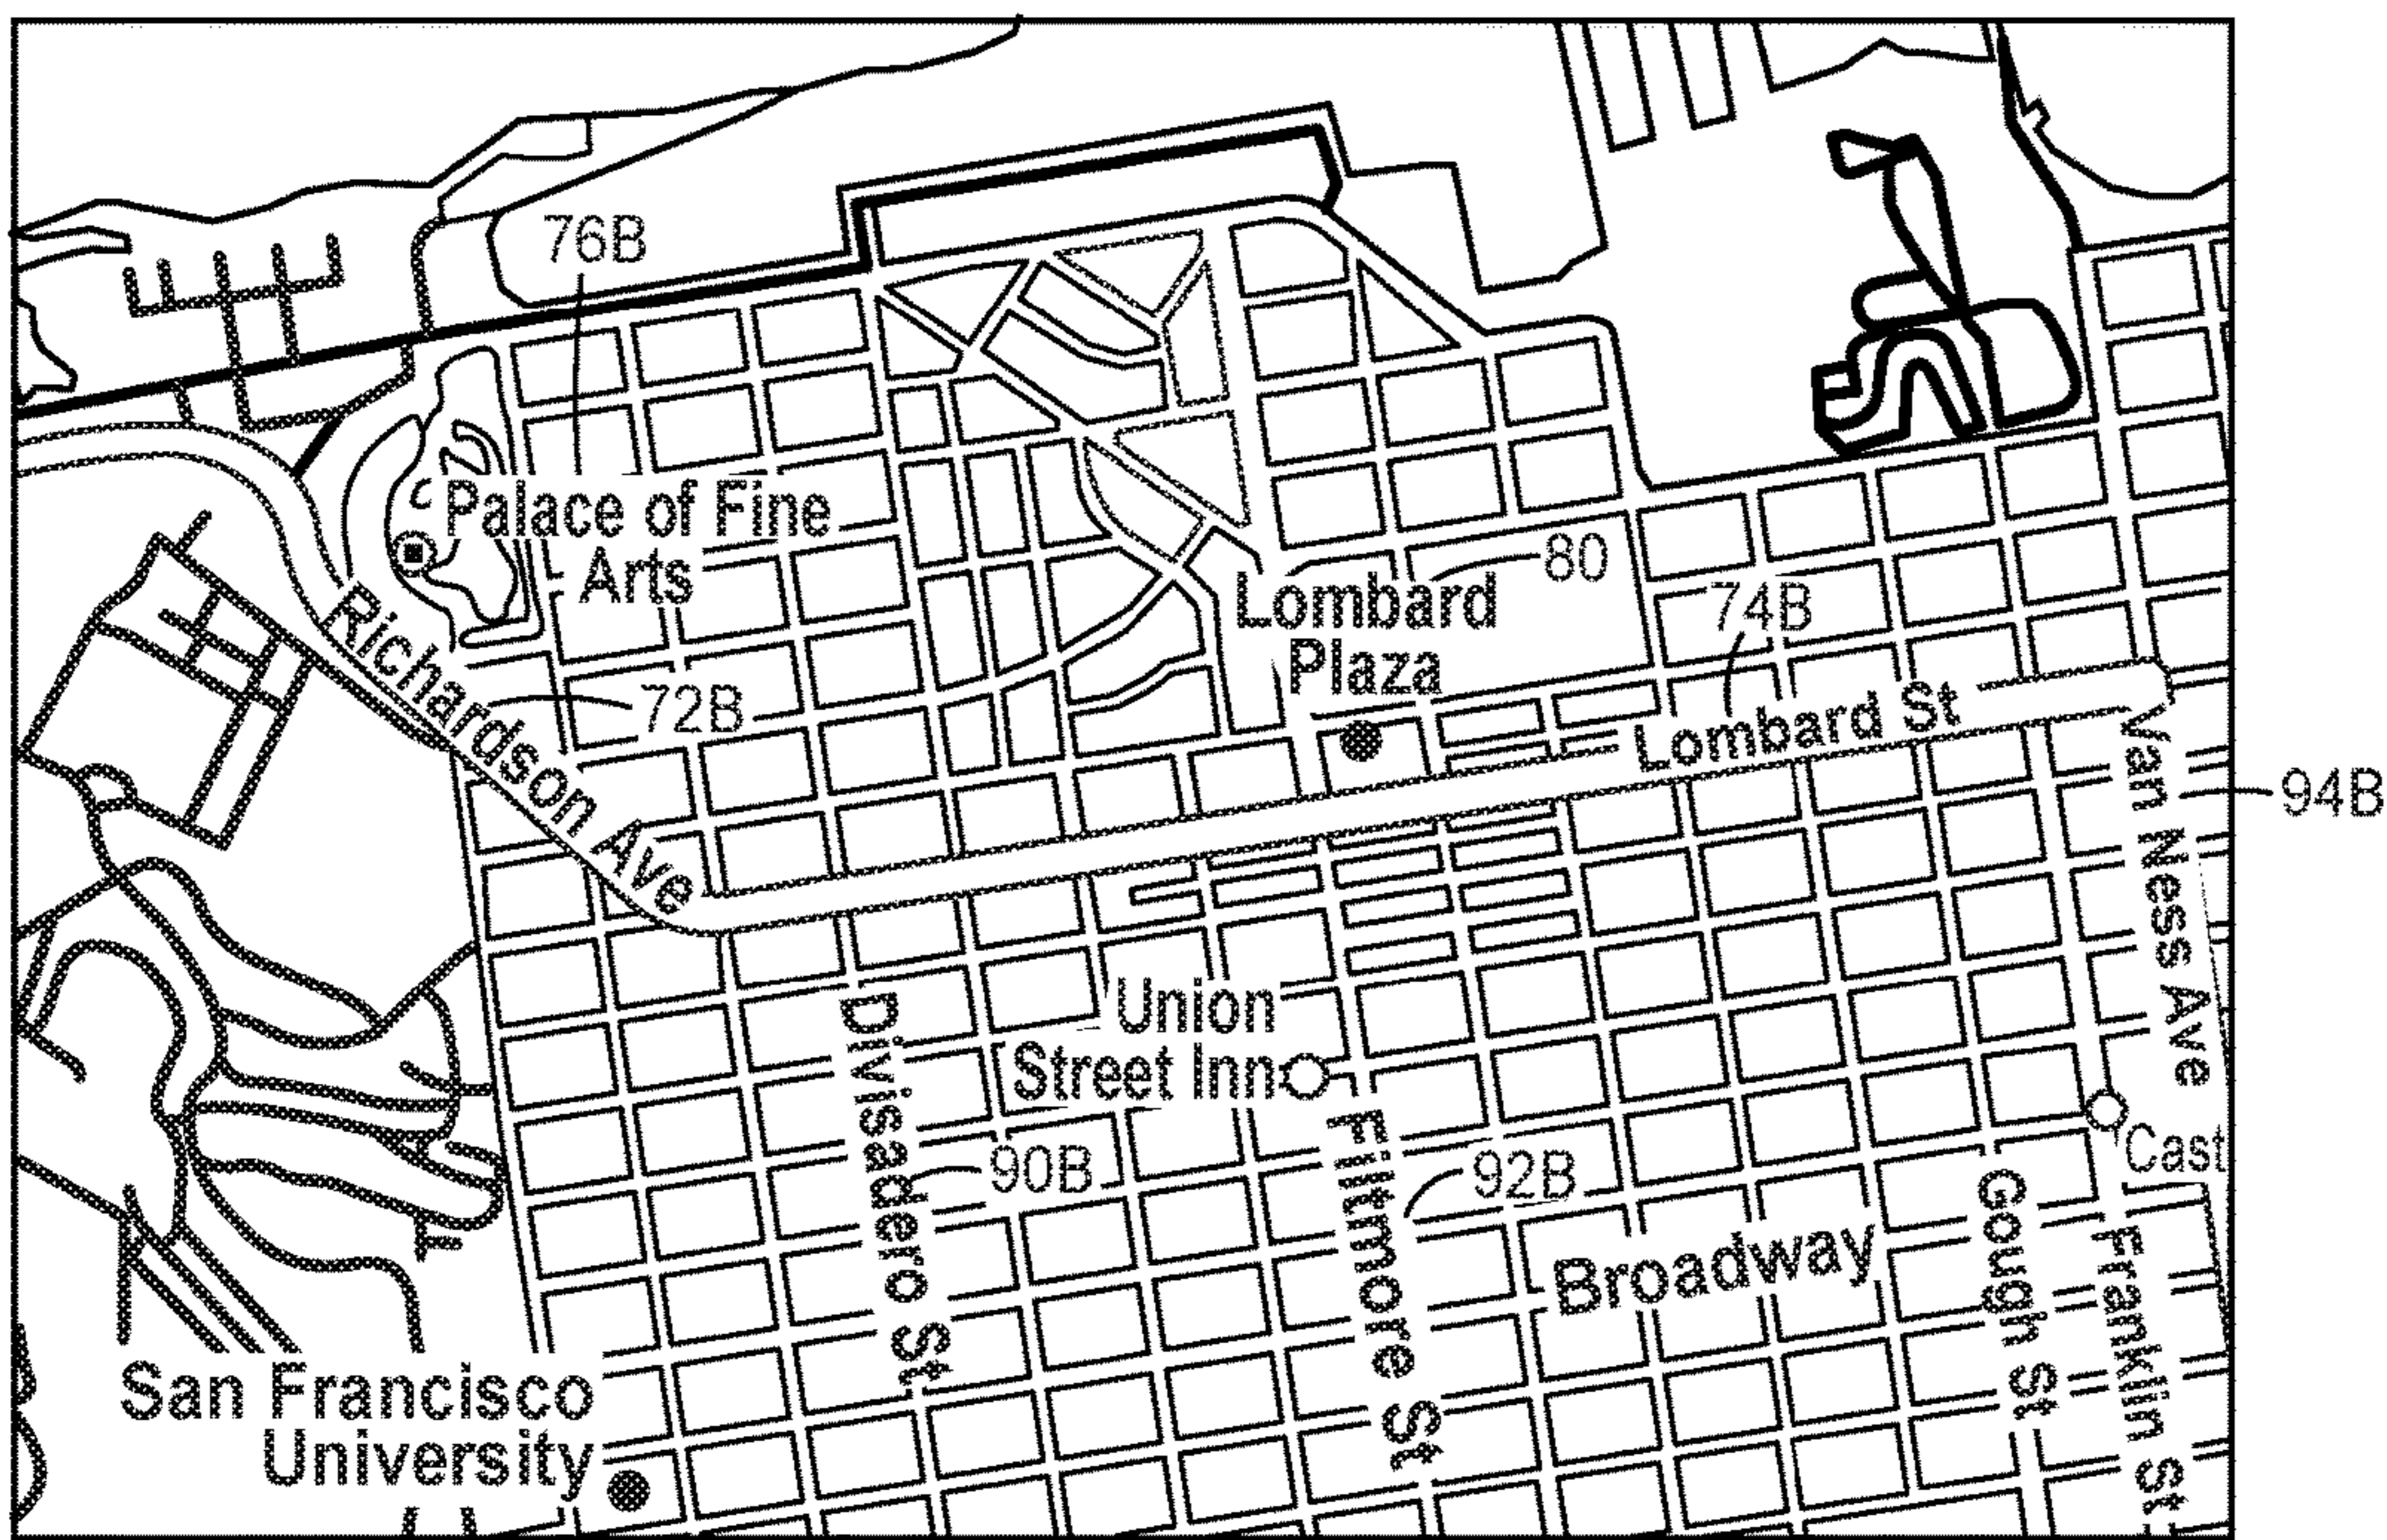 76B
Palace of Fine
Arts
80
Lombard
Plaza
74B
Richardson Ave
72B
Lombard St
Van Ness Ave
94B
Union
Street Inn
Divisadero St
90B
Fillmore St
92B
Cast
Broadway
Gough St
Franklin St
San Francisco
University